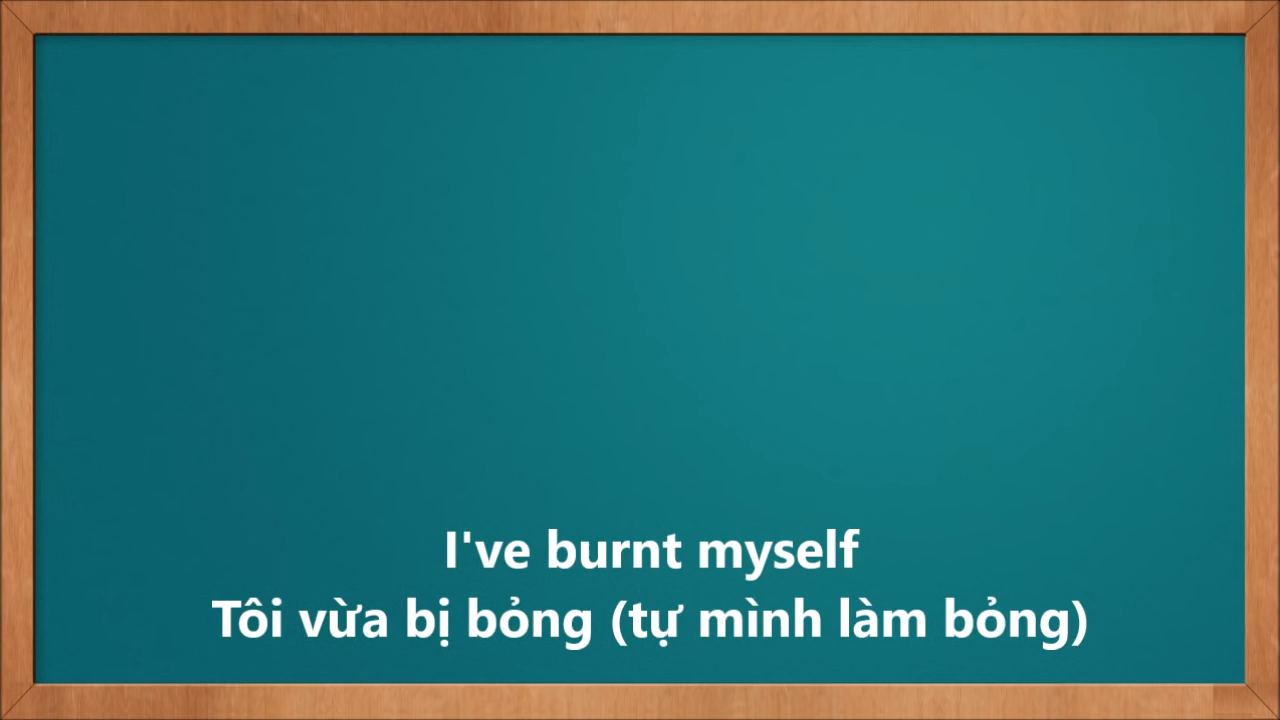 I've burnt myself
Tôi vừa bị bỏng (tự mình làm bỏng)